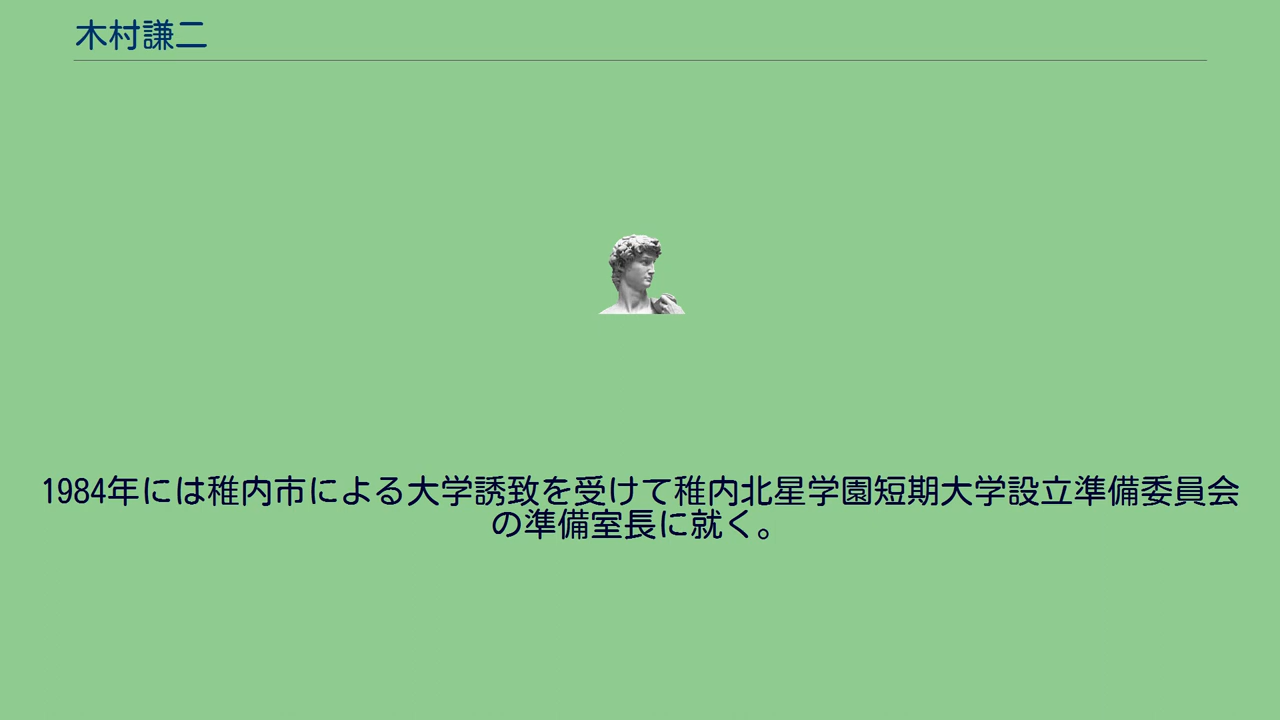 木村謙二
1984年には稚内市による大学誘致を受けて稚内北星学園短期大学設立準備委員会
の準備室長に就く。